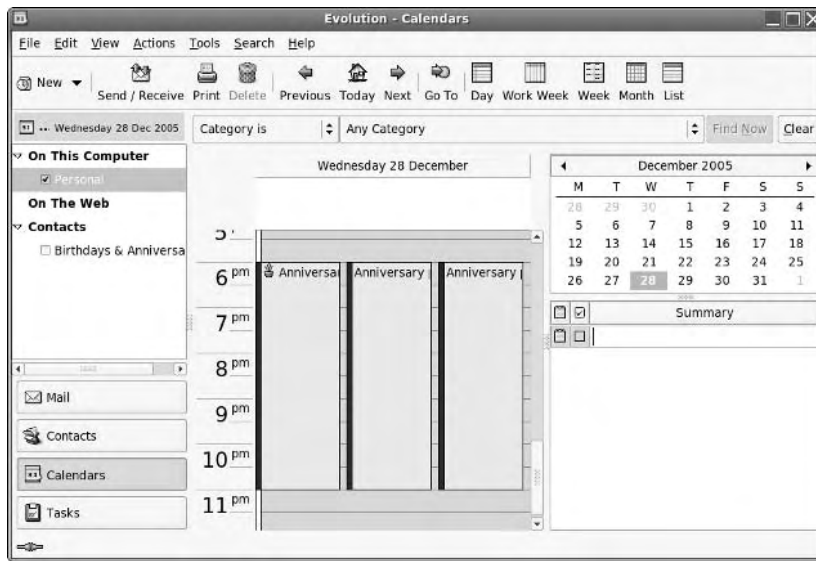 Evolution - Calendars
File Edit View Actions Tools Search Help
New Send / Receive Print Delete Previous Today Next Go To Day Work Week Week Month List
... Wednesday 28 Dec 2005 Category is Any Category Find Now Clear
On This Computer
Personal
On The Web
Contacts
Birthdays & Anniversa
Mail
Contacts
Calendars
Tasks
Wednesday 28 December
6 pm Anniversa Anniversary Anniversary
7 pm
8 pm
9 pm
10 pm
11 pm
December 2005
M T W T F S S
28 29 30 1 2 3 4
5 6 7 8 9 10 11
12 13 14 15 16 17 18
19 20 21 22 23 24 25
26 27 28 29 30 31 1
Summary